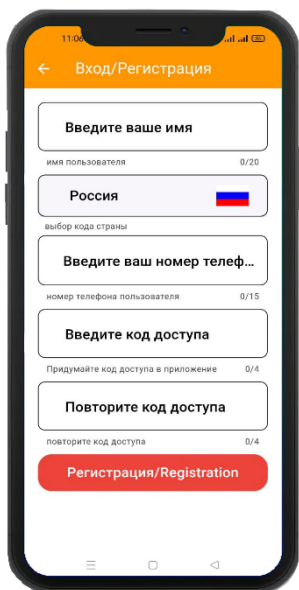 11:06
Вход/Регистрация
Введите ваше имя
имя пользователя 0/20
Россия
выбор кода страны
Введите ваш номер телеф...
номер телефона пользователя 0/15
Введите код доступа
Придумайте код доступа в приложение 0/4
Повторите код доступа
повторите код доступа 0/4
Регистрация/Registration